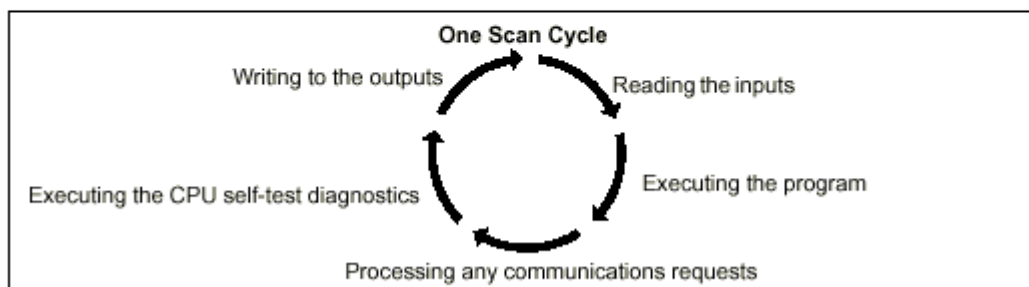 One Scan Cycle
Writing to the outputs
Reading the inputs
Executing the program
Executing the CPU self-test diagnostics
Processing any communications requests